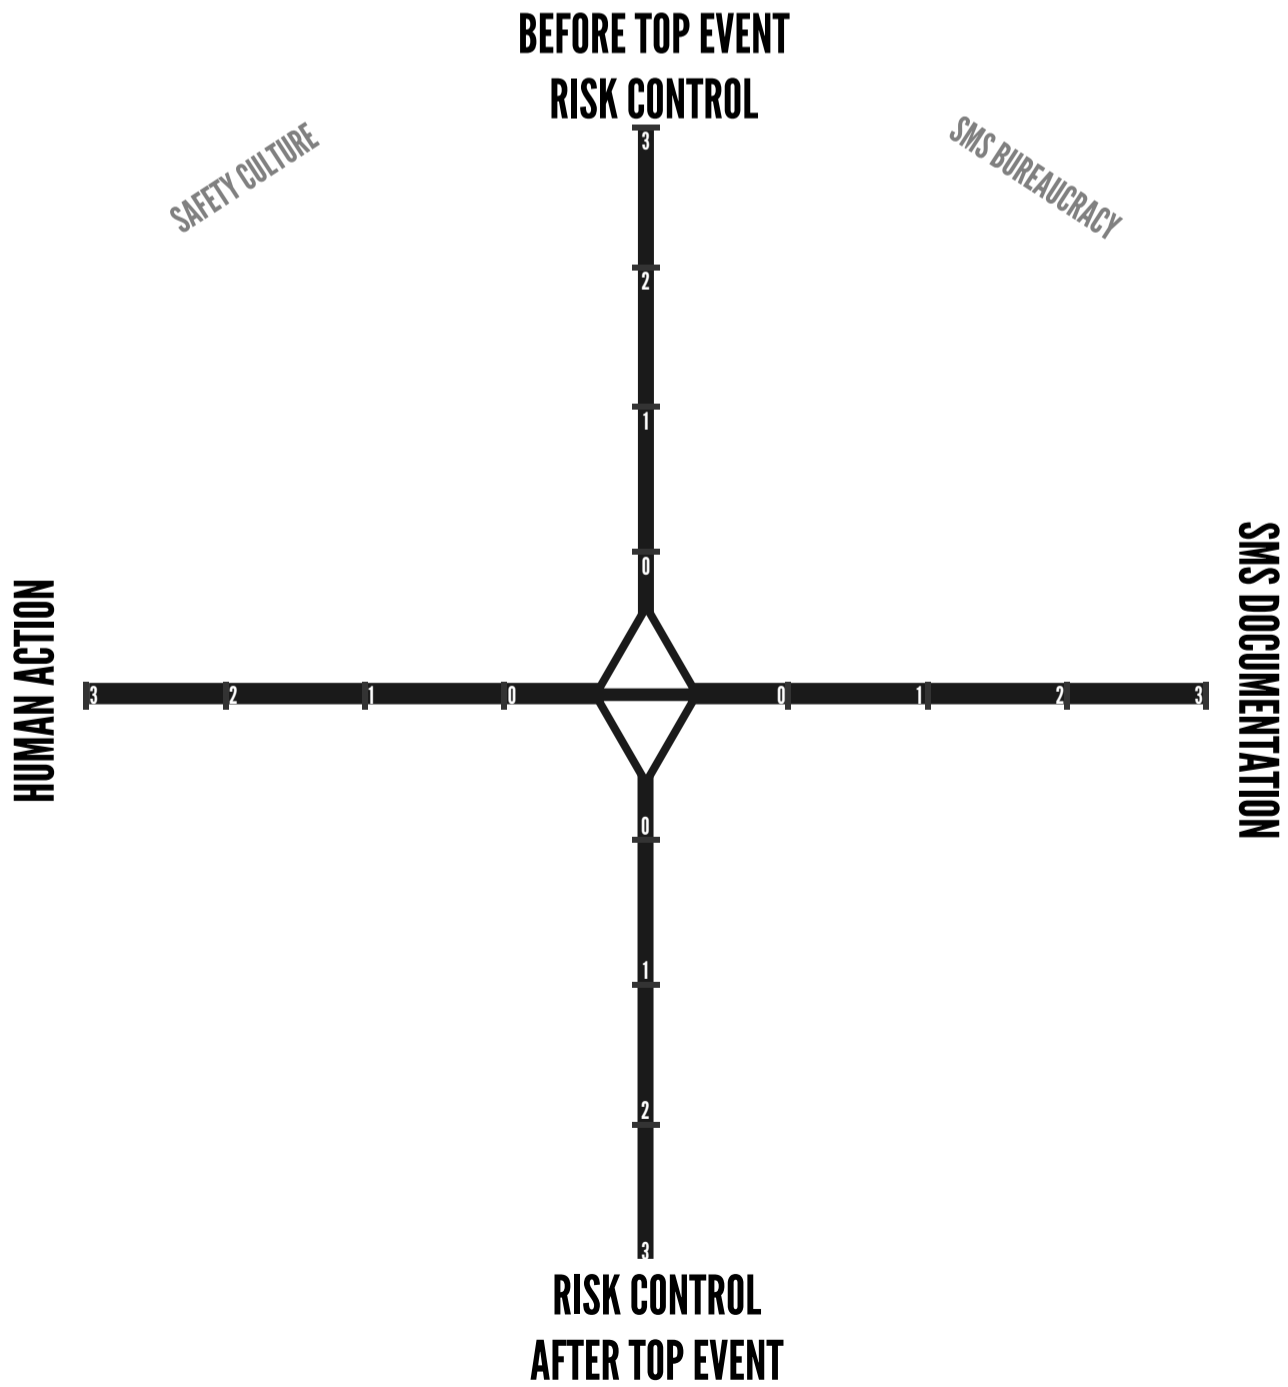 BEFORE TOP EVENT
RISK CONTROL
SAFETY CULTURE
SMS BUREAUCRACY
3
2
1
0
HUMAN ACTION
3 2 1 0 0 1 2 3
SMS DOCUMENTATION
0
1
2
3
RISK CONTROL
AFTER TOP EVENT